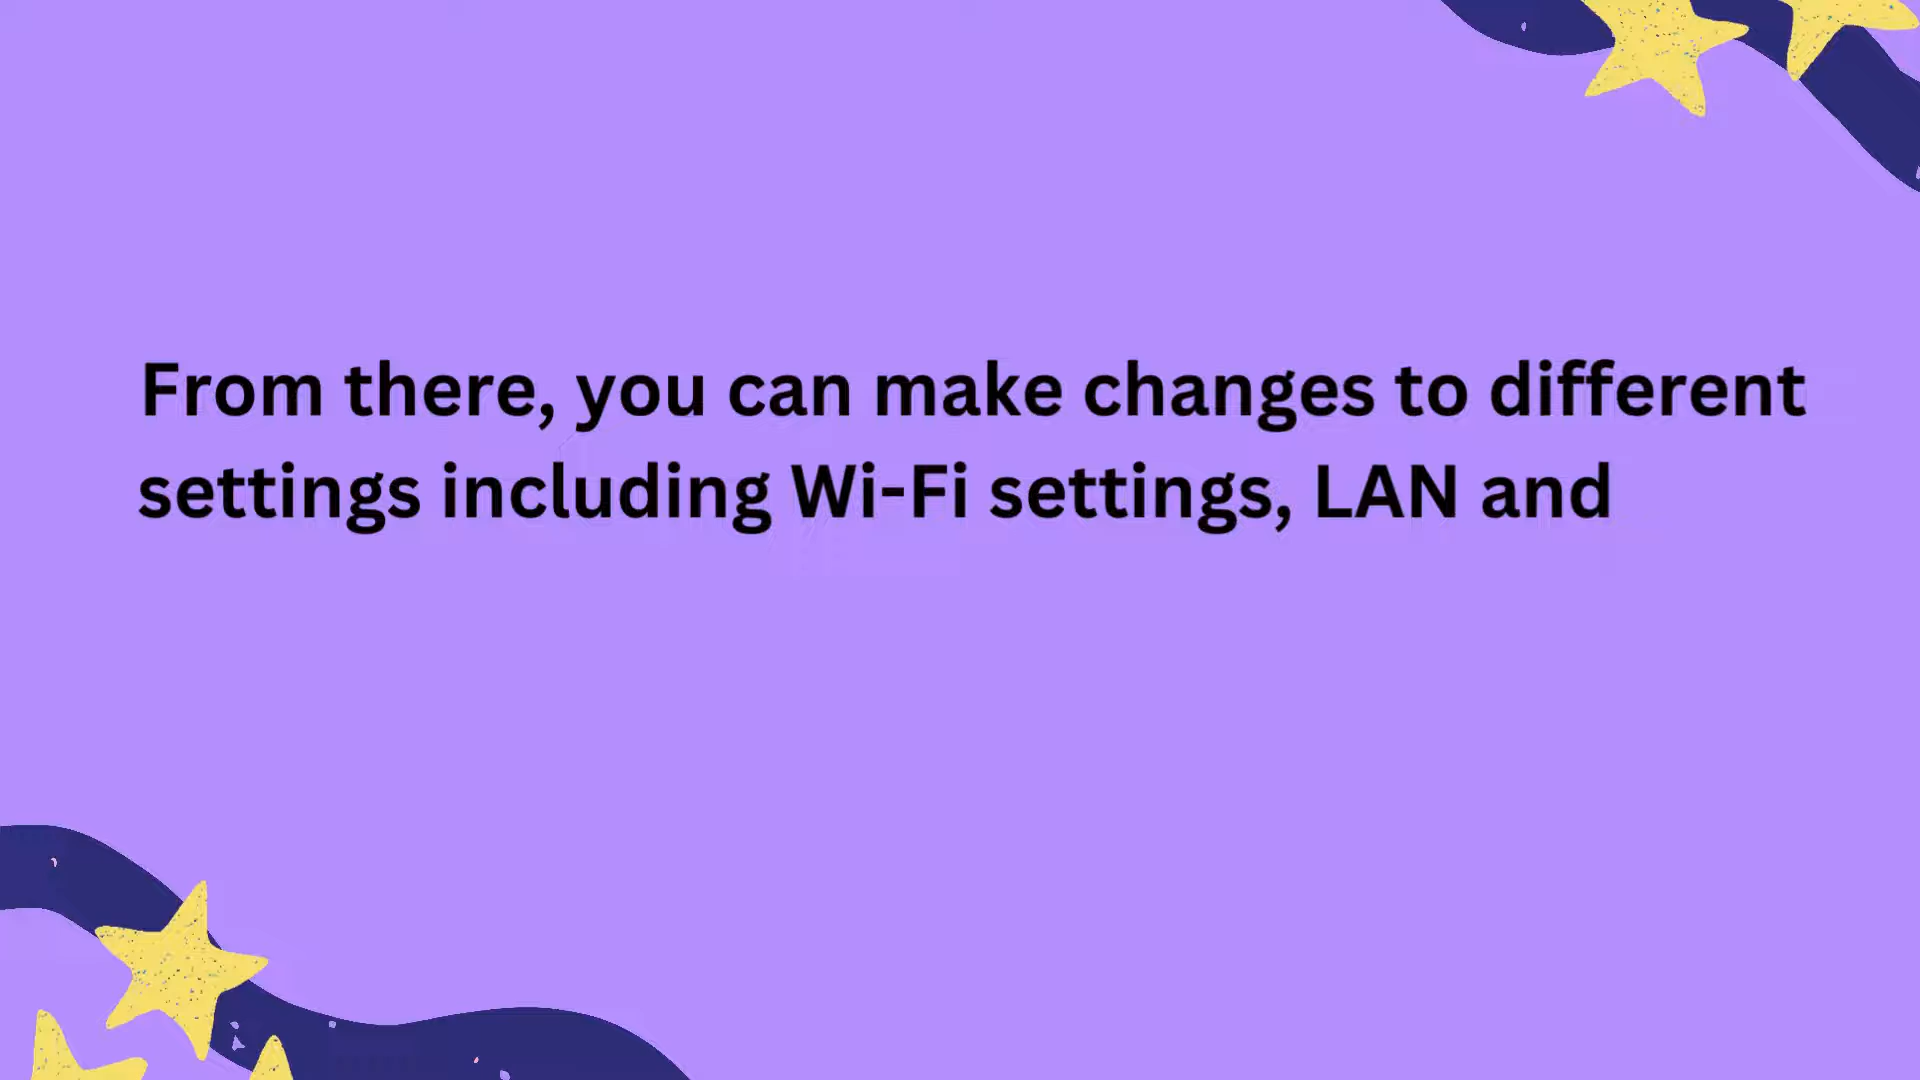 From there, you can make changes to different
settings including Wi-Fi settings, LAN and